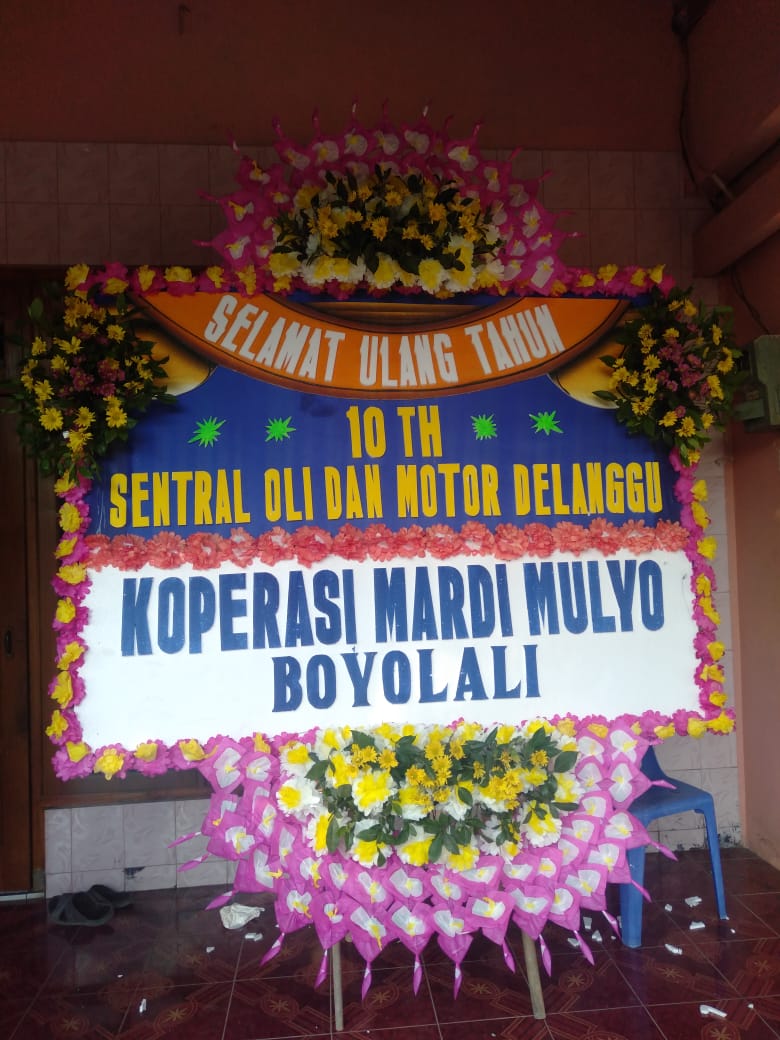 SELAMAT ULANG TAHUN
10 TH
SENTRAL OLI DAN MOTOR DELANGGU
KOPERASI MARDI MULYO
BOYOLALI